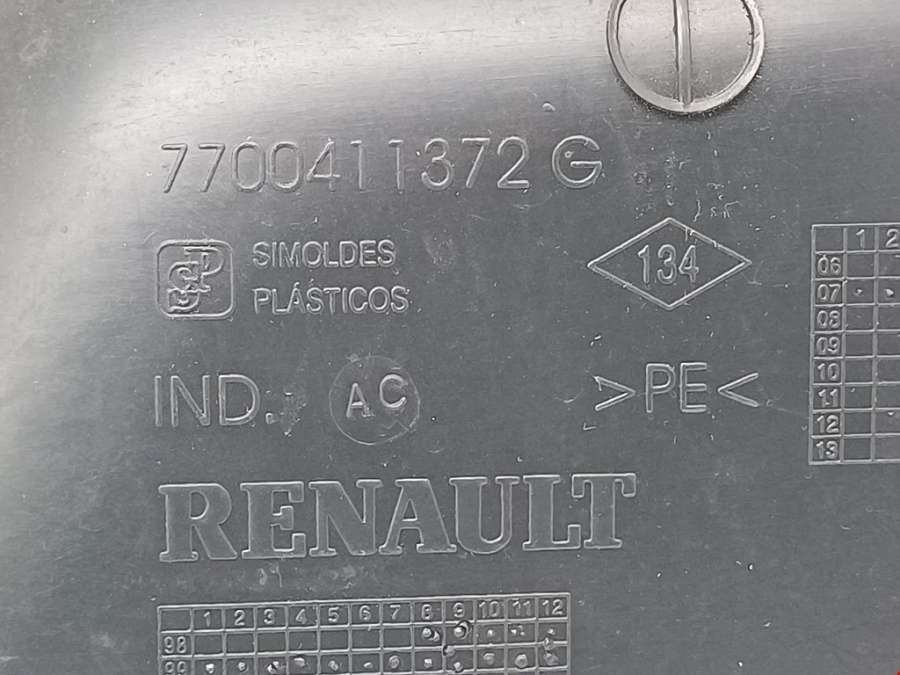 7700411372 G
SP
SIMOLDES
PLÁSTICOS
134
IND. AC
>PE<
RENAULT
1 2
06
07
08
09
10
11
12
13
1 2 3 4 5 6 7 8 9 10 11 12
98
99